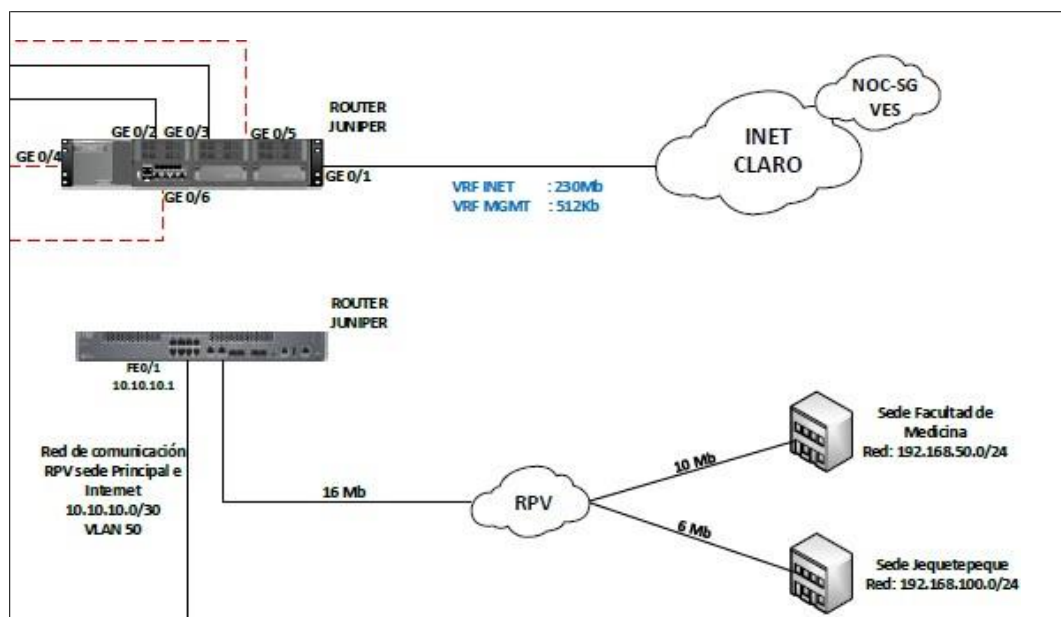 NOC-SG
VES
INET
CLARO
ROUTER
JUNIPER
GE 0/2
GE 0/3
GE 0/5
GE 0/4
GE 0/1
GE 0/6
VRF INET : 230Mb
VRF MGMT : 512Kb
ROUTER
JUNIPER
FE0/1
10.10.10.1
Red de comunicación
RPV sede Principal e
Internet
10.10.10.0/30
VLAN 50
16 Mb
RPV
10 Mb
6 Mb
Sede Facultad de
Medicina
Red: 192.168.50.0/24
Sede Jequetepeque
Red: 192.168.100.0/24